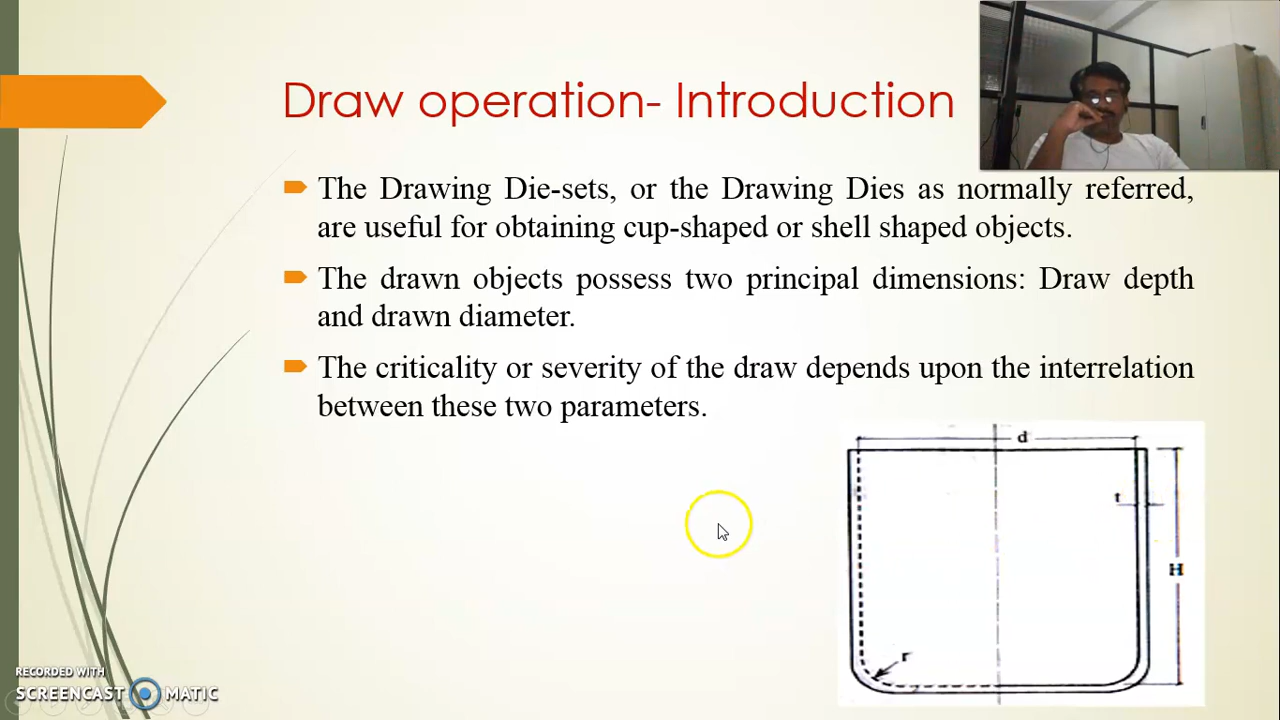 Draw operation- Introduction
The Drawing Die-sets, or the Drawing Dies as normally referred,
are useful for obtaining cup-shaped or shell shaped objects.
The drawn objects possess two principal dimensions: Draw depth
and drawn diameter.
The criticality or severity of the draw depends upon the interrelation
between these two parameters.
d
t
H
r
RECORDED WITH
SCREENCAST MATIC